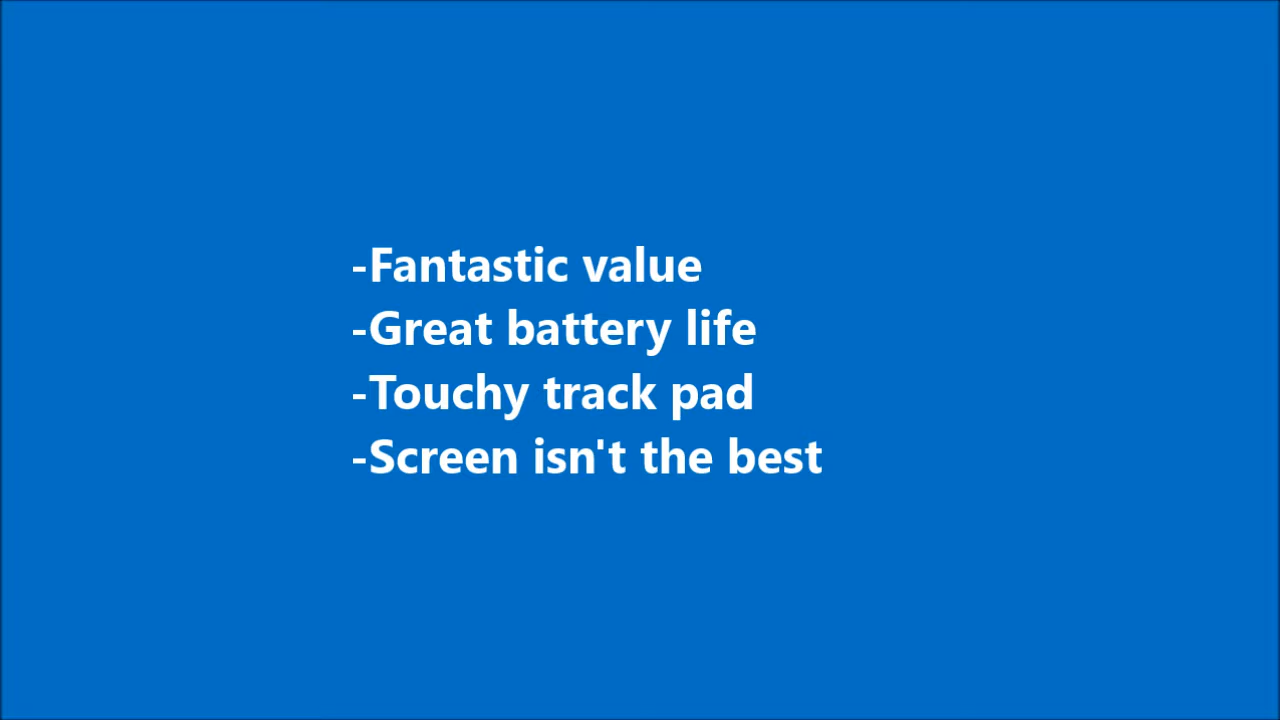 -Fantastic value
-Great battery life
-Touchy track pad
-Screen isn't the best